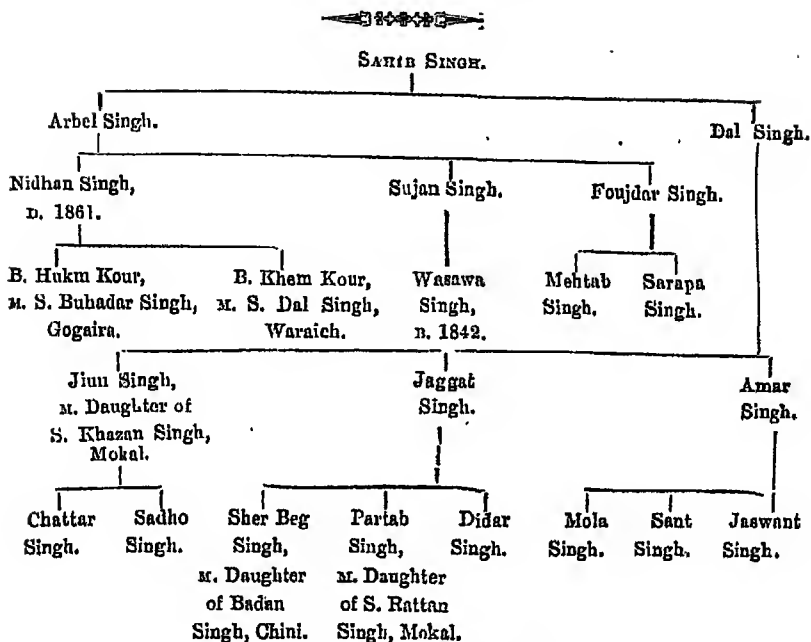 SAHIB SINGH.
Arbel Singh. Dal Singh.
Nidhan Singh, Sujan Singh. Foujdar Singh.
D. 1861.
B. Hukm Kour, B. Khem Kour, Wasawa Mehtab Sarapa
M. S. Buhadar Singh, M. S. Dal Singh, Singh, Singh. Singh.
Gogaira. Waraich. B. 1842.
Jiun Singh, Jaggat Amar
M. Daughter of Singh. Singh.
S. Khazan Singh,
Mokal.
Chattar Sadho Sher Beg Partab Didar Mola Sant Jaswant
Singh. Singh. Singh, Singh, Singh. Singh. Singh. Singh.
M. Daughter M. Daughter
of Badan of S. Rattan
Singh, Chini. Singh, Mokal.